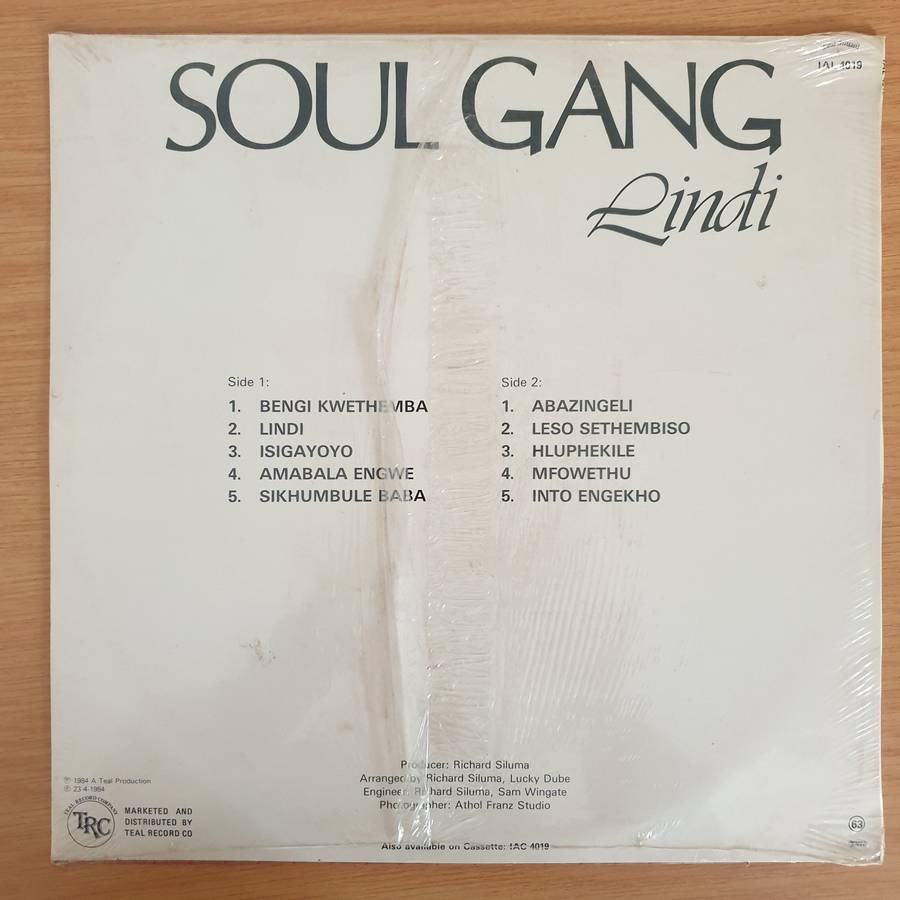 IAL 4019
SOUL GANG
Lindi
Side 1:
1. BENGI KWETHEMBA
2. LINDI
3. ISIGAYOYO
4. AMABALA ENGWE
5. SIKHUMBULE BABA
Side 2:
1. ABAZINGELI
2. LESO SETHEMBISO
3. HLUPHEKILE
4. MFOWETHU
5. INTO ENGEKHO
Producer: Richard Siluma
Arranged by Richard Siluma, Lucky Dube
Engineer: Richard Siluma, Sam Wingate
Photographer: Athol Franz Studio
℗ 1984 A Teal Production
© 23-4-1984
TEAL RECORD COMPANY
TRC
MARKETED AND
DISTRIBUTED BY
TEAL RECORD CO
63
Also available on Cassette: IAC 4019